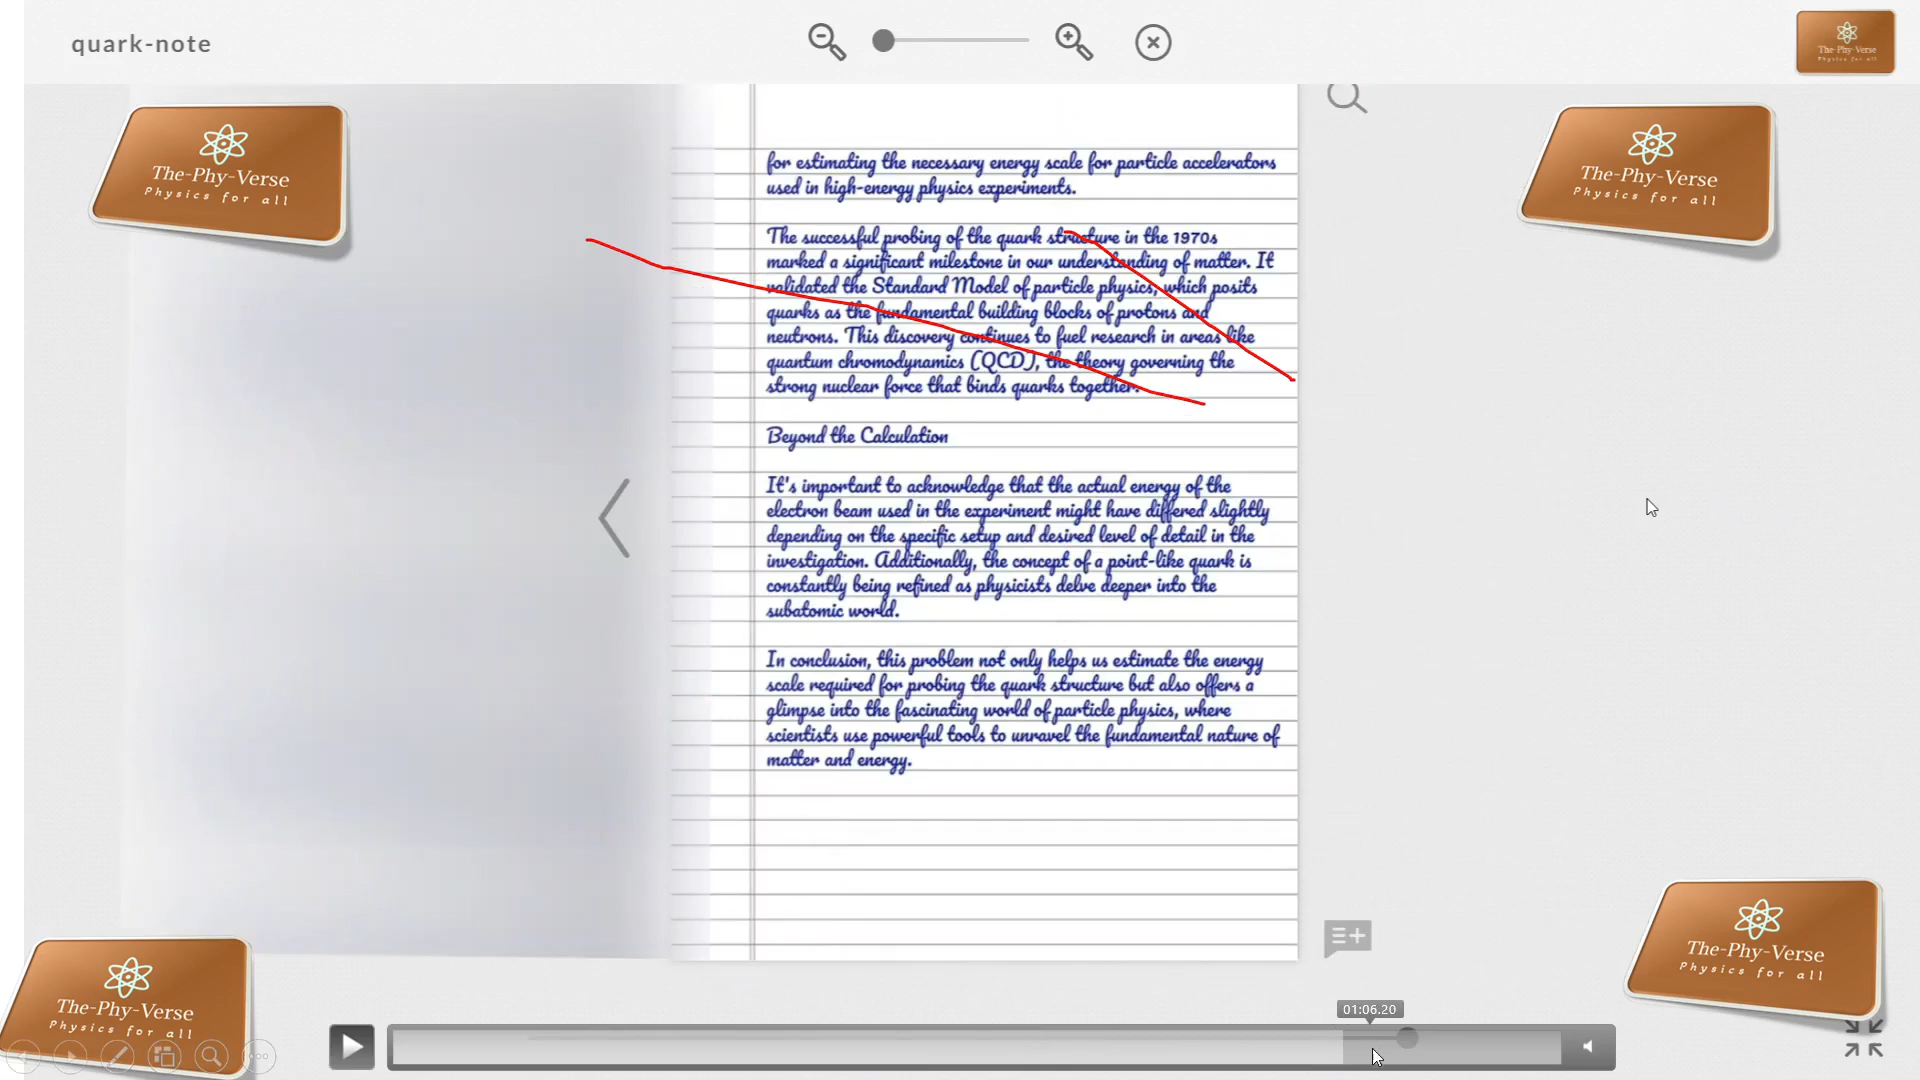 quark-note
The-Phy-Verse
Physics for all
The-Phy-Verse
Physics for all
The-Phy-Verse
Physics for all
for estimating the necessary energy scale for particle accelerators
used in high-energy physics experiments.
The successful probing of the quark structure in the 1970s
marked a significant milestone in our understanding of matter. It
validated the Standard Model of particle physics, which posits
quarks as the fundamental building blocks of protons and
neutrons. This discovery continues to fuel research in areas like
quantum chromodynamics (QCD), the theory governing the
strong nuclear force that binds quarks together.
Beyond the Calculation
It's important to acknowledge that the actual energy of the
electron beam used in the experiment might have differed slightly
depending on the specific setup and desired level of detail in the
investigation. Additionally, the concept of a point-like quark is
constantly being refined as physicists delve deeper into the
subatomic world.
In conclusion, this problem not only helps us estimate the energy
scale required for probing the quark structure but also offers a
glimpse into the fascinating world of particle physics, where
scientists use powerful tools to unravel the fundamental nature of
matter and energy.
The-Phy-Verse
Physics for all
The-Phy-Verse
Physics for all
01:06.20